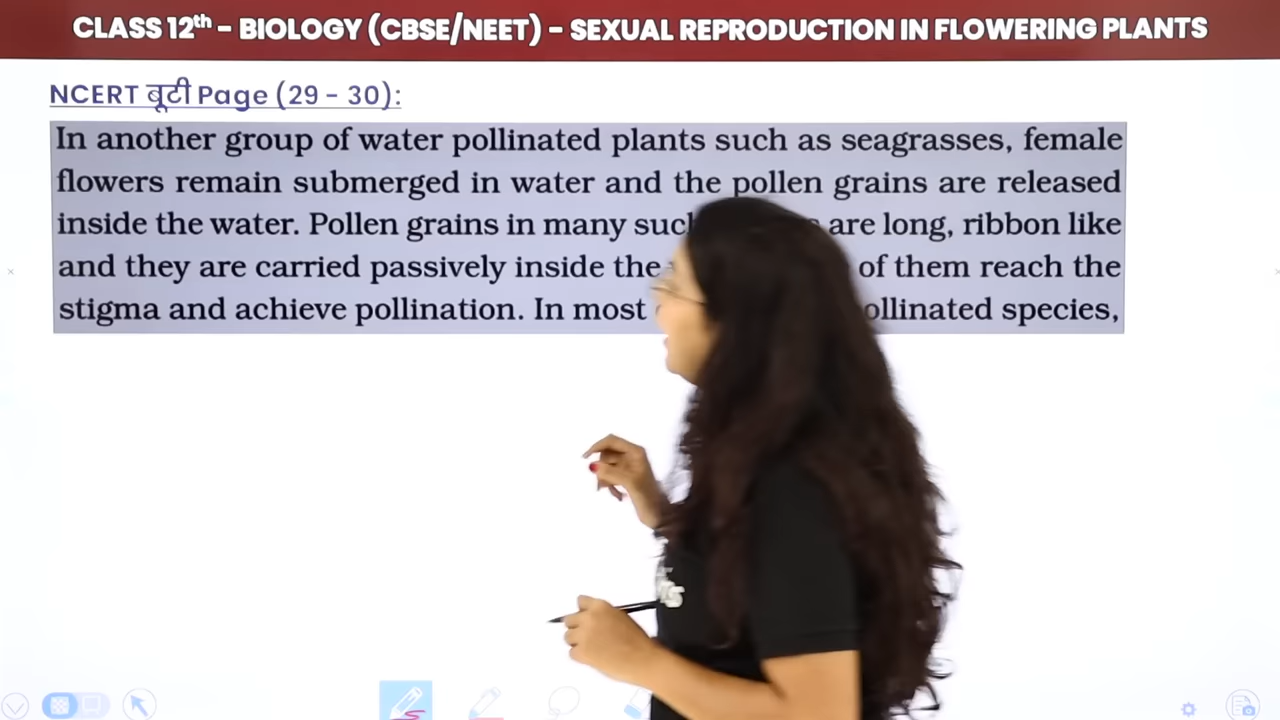 CLASS 12th – BIOLOGY (CBSE/NEET) – SEXUAL REPRODUCTION IN FLOWERING PLANTS
NCERT बूटी Page (29 – 30):
In another group of water pollinated plants such as seagrasses, female
flowers remain submerged in water and the pollen grains are released
inside the water. Pollen grains in many are long, ribbon like
and they are carried passively inside the of them reach the
stigma and achieve pollination. In most species,